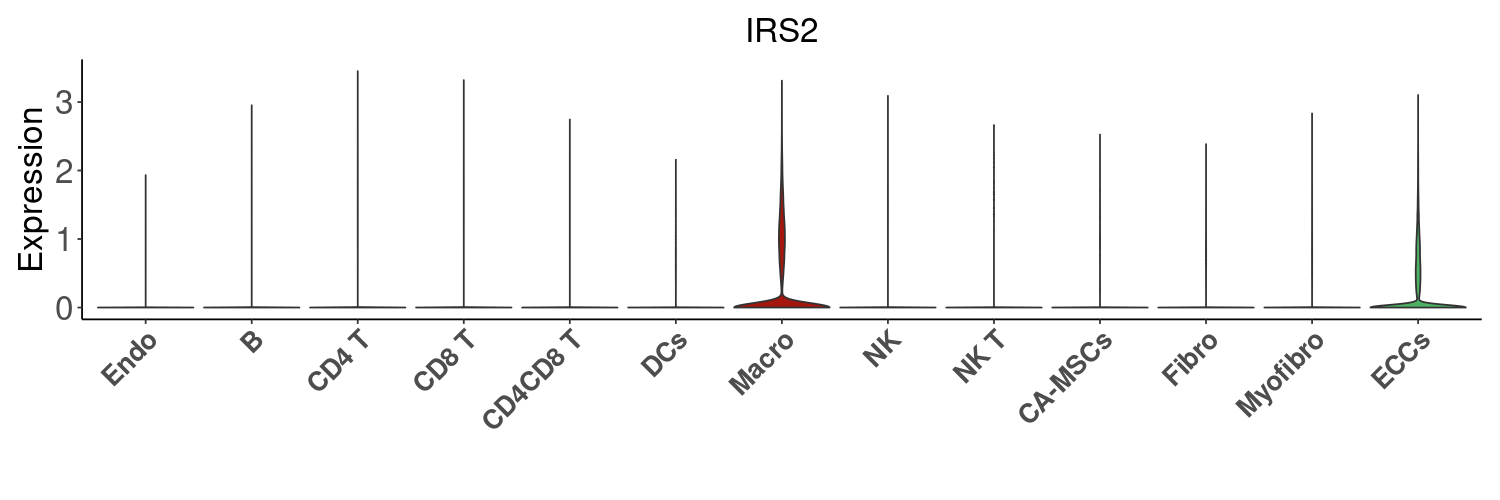 IRS2
Expression
3
2
1
0
Endo
B
CD4 T
CD8 T
CD4CD8 T
DCs
Macro
NK
NK T
CA-MSCs
Fibro
Myofibro
ECCs